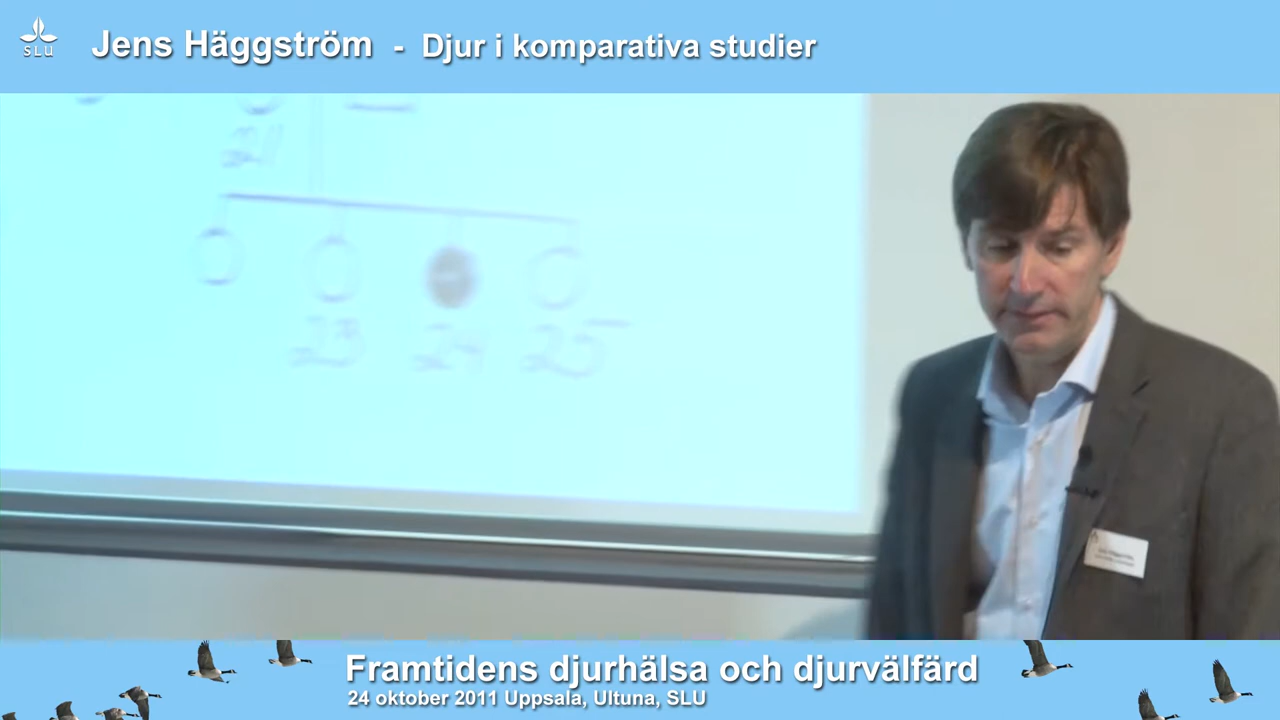 SLU
Jens Häggström - Djur i komparativa studier
21
23 24 25
Framtidens djurhälsa och djurvälfärd
24 oktober 2011 Uppsala, Ultuna, SLU